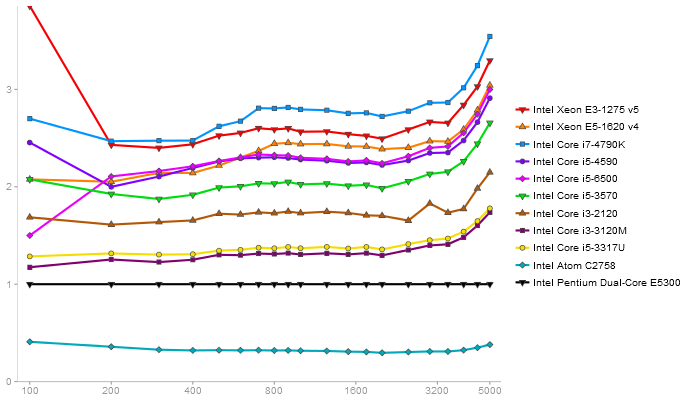 3
2
1
0
100
200
400
800
1600
3200
5000
Intel Xeon E3-1275 v5
Intel Xeon E5-1620 v4
Intel Core i7-4790K
Intel Core i5-4590
Intel Core i5-6500
Intel Core i5-3570
Intel Core i3-2120
Intel Core i3-3120M
Intel Core i5-3317U
Intel Atom C2758
Intel Pentium Dual-Core E5300